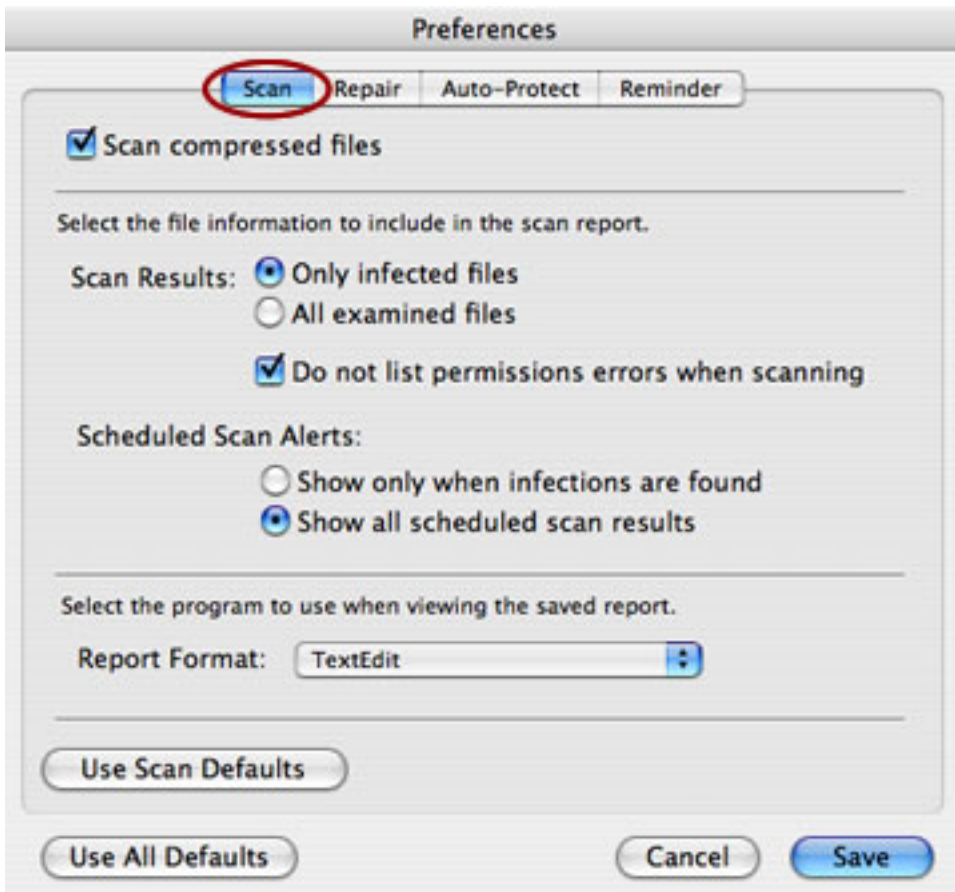 Preferences
Scan Repair Auto-Protect Reminder
Scan compressed files
Select the file information to include in the scan report.
Scan Results: Only infected files
All examined files
Do not list permissions errors when scanning
Scheduled Scan Alerts:
Show only when infections are found
Show all scheduled scan results
Select the program to use when viewing the saved report.
Report Format: TextEdit
Use Scan Defaults
Use All Defaults Cancel Save